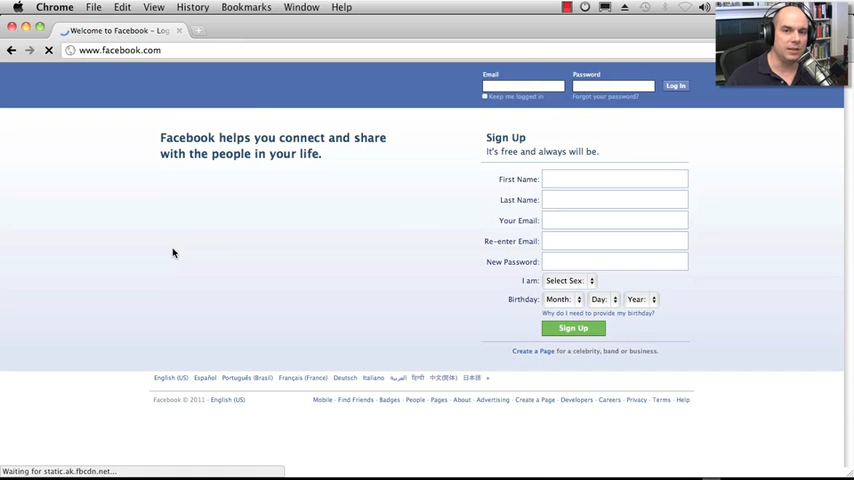 Chrome File Edit View History Bookmarks Window Help
Welcome to Facebook – Log
www.facebook.com
Email Password
Log In
Keep me logged in Forgot your password?
Facebook helps you connect and share
with the people in your life.
Sign Up
It's free and always will be.
First Name:
Last Name:
Your Email:
Re-enter Email:
New Password:
I am: Select Sex:
Birthday: Month: Day: Year:
Why do I need to provide my birthday?
Sign Up
Create a Page for a celebrity, band or business.
English (US) Español Português (Brasil) Français (France) Deutsch Italiano العربية हिन्दी 中文(简体) 日本語 »
Facebook © 2011 · English (US)
Mobile · Find Friends · Badges · People · Pages · About · Advertising · Create a Page · Developers · Careers · Privacy · Terms · Help
Waiting for static.ak.fbcdn.net...